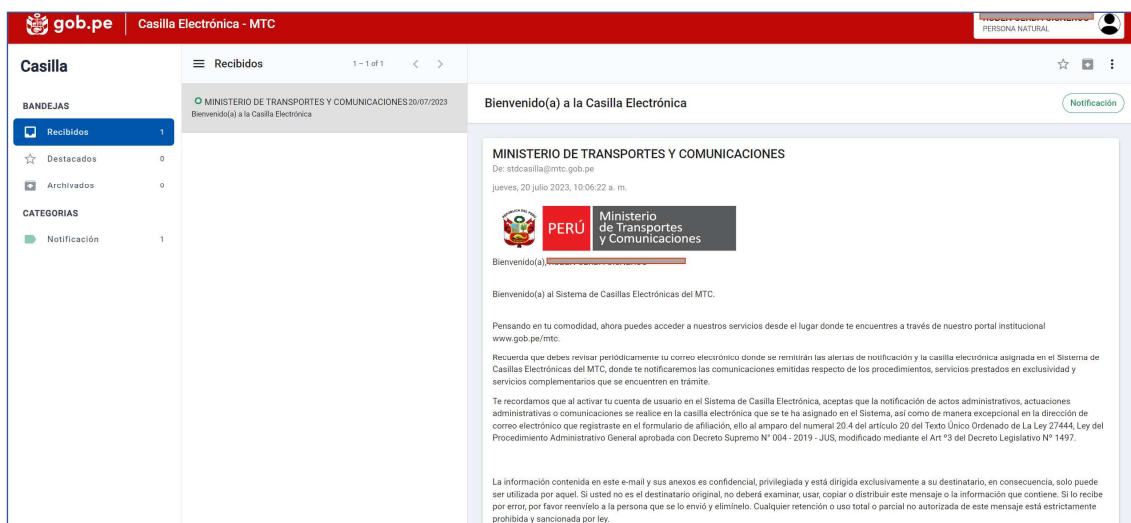 gob.pe
Casilla Electrónica - MTC
PERSONA NATURAL
Casilla
BANDEJAS
Recibidos 1
Destacados 0
Archivados 0
CATEGORIAS
Notificación 1
Recibidos 1 – 1 of 1
MINISTERIO DE TRANSPORTES Y COMUNICACIONES 20/07/2023
Bienvenido(a) a la Casilla Electrónica
Bienvenido(a) a la Casilla Electrónica
Notificación
MINISTERIO DE TRANSPORTES Y COMUNICACIONES
De: stdcasilla@mtc.gob.pe
jueves, 20 julio 2023, 10:06:22 a. m.
PERÚ
Ministerio
de Transportes
y Comunicaciones
Bienvenido(a),
Bienvenido(a) al Sistema de Casillas Electrónicas del MTC.
Pensando en tu comodidad, ahora puedes acceder a nuestros servicios desde el lugar donde te encuentres a través de nuestro portal institucional
www.gob.pe/mtc.
Recuerda que debes revisar periódicamente tu correo electrónico donde se remitirán las alertas de notificación y la casilla electrónica asignada en el Sistema de
Casillas Electrónicas del MTC, donde te notificaremos las comunicaciones emitidas respecto de los procedimientos, servicios prestados en exclusividad y
servicios complementarios que se encuentren en trámite.
Te recordamos que al activar tu cuenta de usuario en el Sistema de Casilla Electrónica, aceptas que la notificación de actos administrativos, actuaciones
administrativas o comunicaciones se realice en la casilla electrónica que se te ha asignado en el Sistema, así como de manera excepcional en la dirección de
correo electrónico que registraste en el formulario de afiliación, ello al amparo del numeral 20.4 del artículo 20 del Texto Único Ordenado de La Ley 27444, Ley del
Procedimiento Administrativo General aprobada con Decreto Supremo N° 004 - 2019 - JUS, modificado mediante el Art º3 del Decreto Legislativo Nº 1497.
La información contenida en este e-mail y sus anexos es confidencial, privilegiada y está dirigida exclusivamente a su destinatario, en consecuencia, solo puede
ser utilizada por aquel. Si usted no es el destinatario original, no deberá examinar, usar, copiar o distribuir este mensaje o la información que contiene. Si lo recibe
por error, por favor reenvíelo a la persona que se lo envió y elimínelo. Cualquier retención o uso total o parcial no autorizada de este mensaje está estrictamente
prohibida y sancionada por ley.